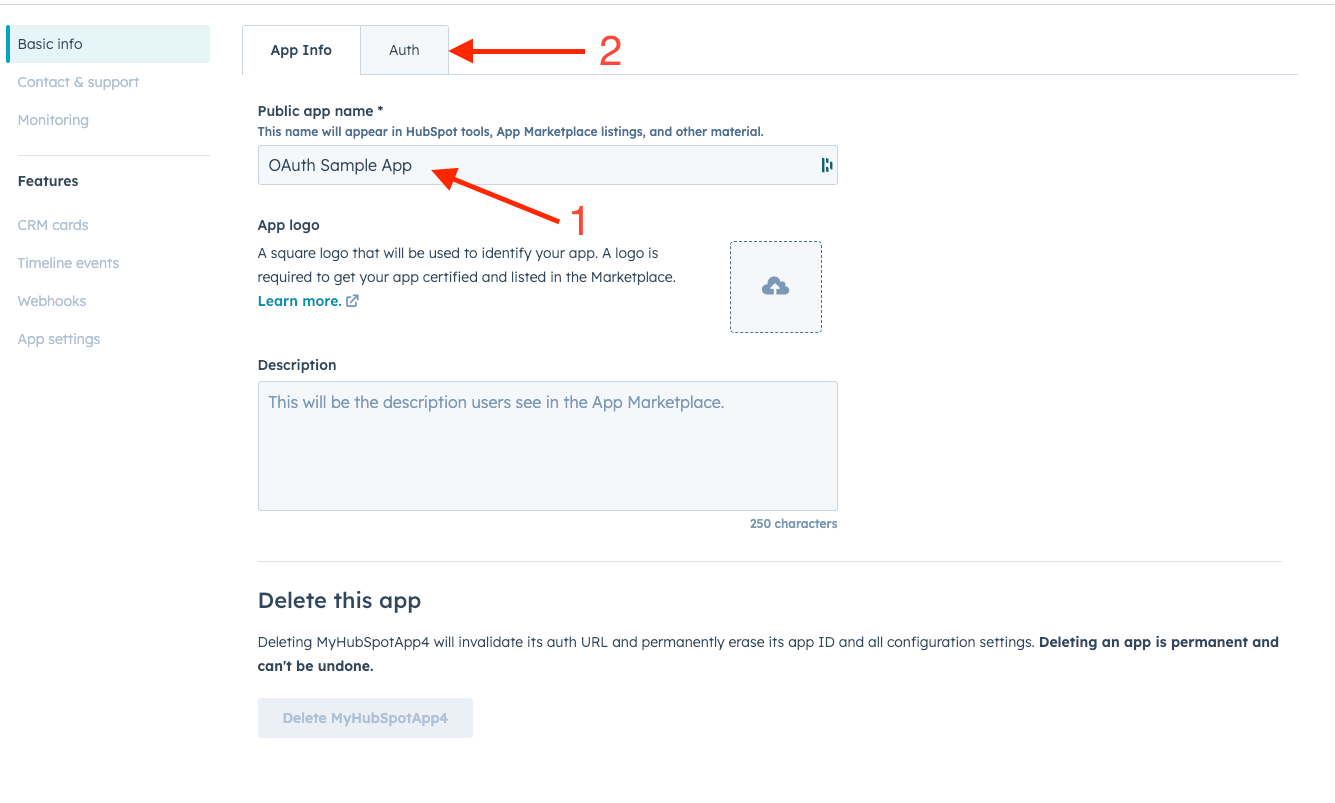 Basic info
Contact & support
Monitoring
Features
CRM cards
Timeline events
Webhooks
App settings
App Info
Auth
2
Public app name *
This name will appear in HubSpot tools, App Marketplace listings, and other material.
OAuth Sample App
1
App logo
A square logo that will be used to identify your app. A logo is
required to get your app certified and listed in the Marketplace.
Learn more.
Description
This will be the description users see in the App Marketplace.
250 characters
Delete this app
Deleting MyHubSpotApp4 will invalidate its auth URL and permanently erase its app ID and all configuration settings. Deleting an app is permanent and
can't be undone.
Delete MyHubSpotApp4